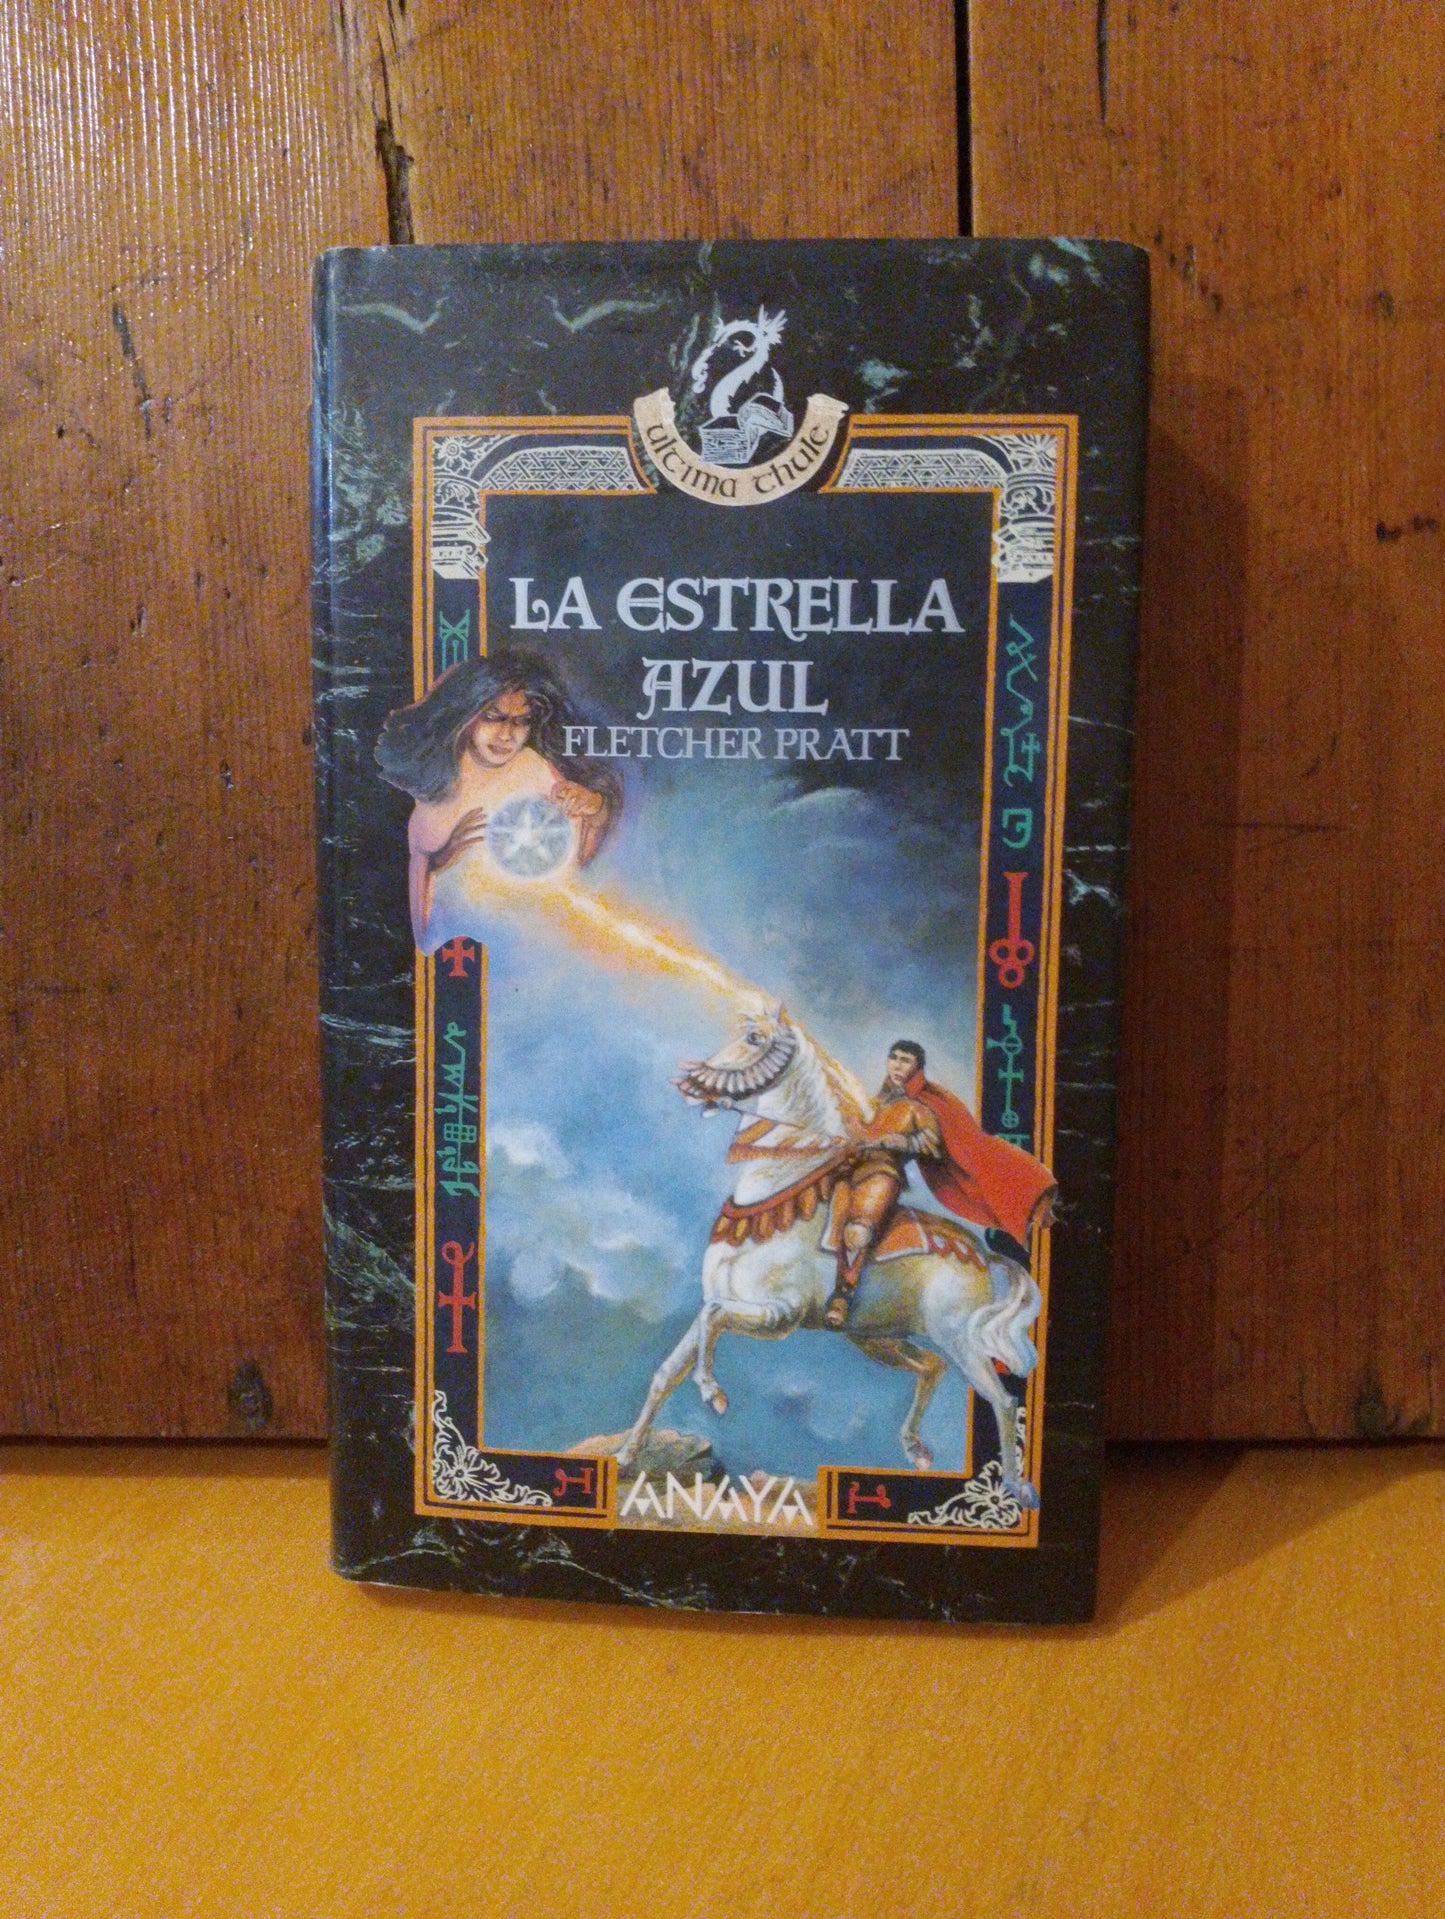 ultima thule
LA ESTRELLA
AZUL
FLETCHER PRATT
ANAYA